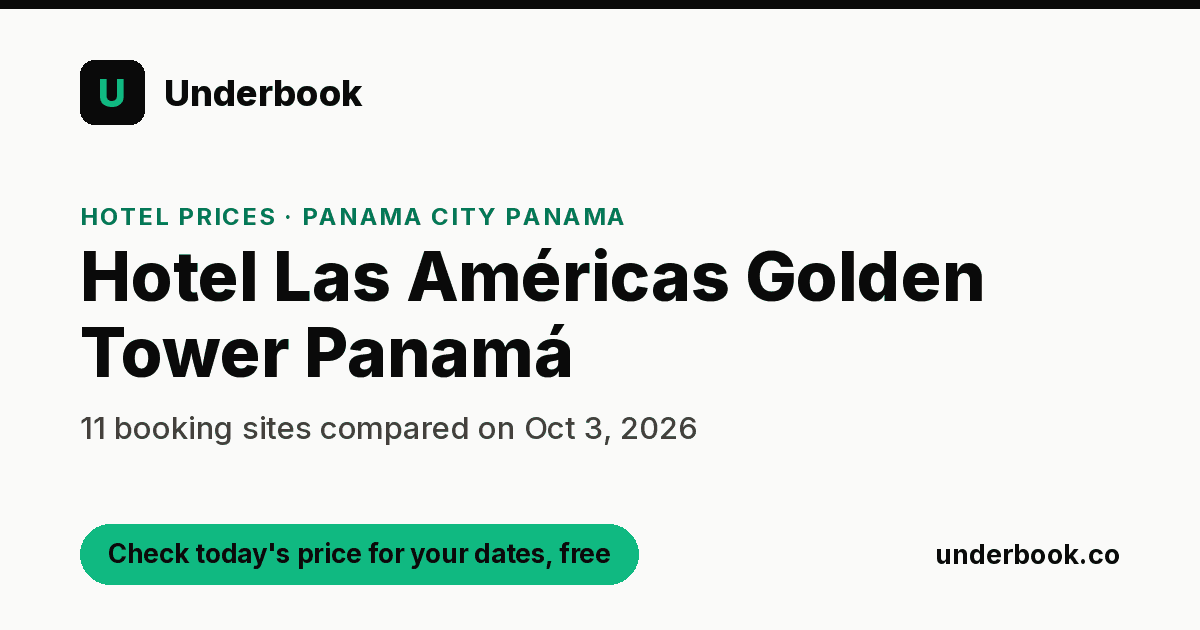 U Underbook
HOTEL PRICES · PANAMA CITY PANAMA
Hotel Las Américas Golden
Tower Panamá
11 booking sites compared on Oct 3, 2026
Check today's price for your dates, free
underbook.co